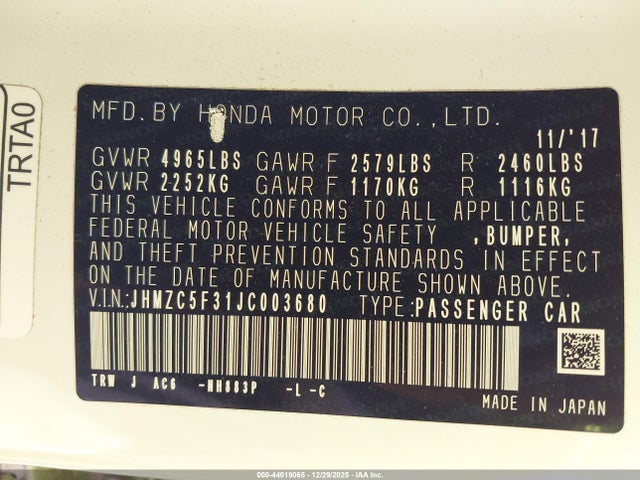 TRTA0
MFD. BY HONDA MOTOR CO., LTD.
11/'17
GVWR 4965LBS GAWR F 2579LBS R 2460LBS
GVWR 2252KG GAWR F 1170KG R 1116KG
THIS VEHICLE CONFORMS TO ALL APPLICABLE
FEDERAL MOTOR VEHICLE SAFETY , BUMPER,
AND THEFT PREVENTION STANDARDS IN EFFECT
ON THE DATE OF MANUFACTURE SHOWN ABOVE.
V.IN.: JHMZC5F31JC003680 TYPE: PASSENGER CAR
TRW J AC6 -NH883P -L -C
MADE IN JAPAN
000-44019065 - 12/29/2025 - IAA Inc.